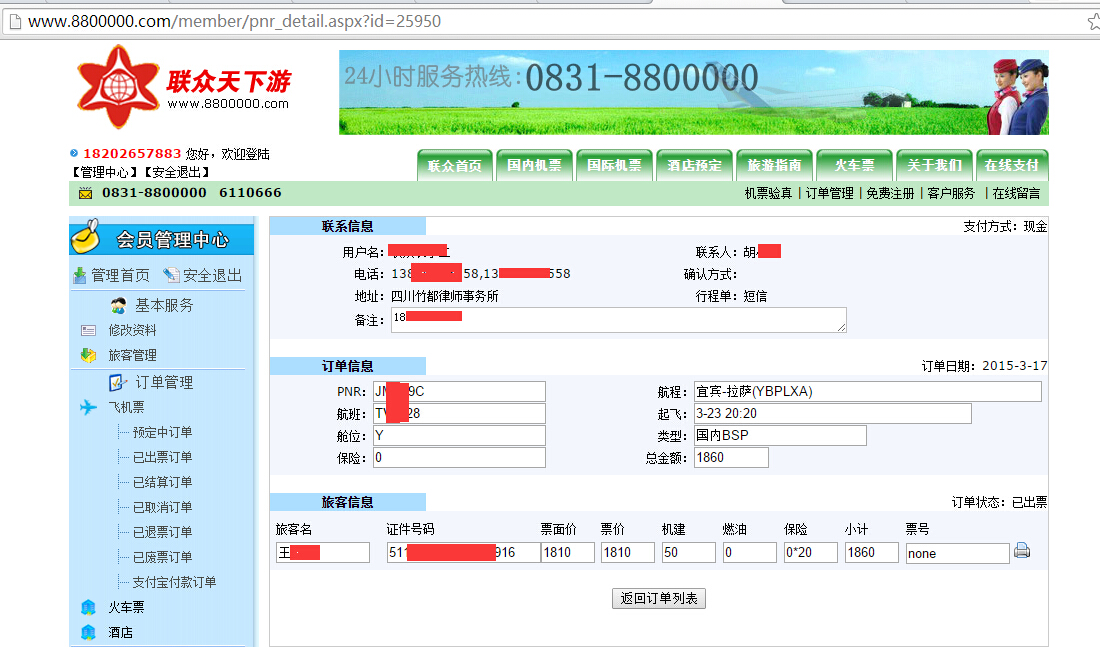 www.8800000.com/member/pnr_detail.aspx?id=25950
联众天下游
www.8800000.com
24小时服务热线:0831-8800000
18202657883 您好，欢迎登陆
【管理中心】【安全退出】
联众首页 国内机票 国际机票 酒店预定 旅游指南 火车票 关于我们 在线支付
0831-8800000 6110666
机票验真 | 订单管理 | 免费注册 | 客户服务 | 在线留言
会员管理中心
管理首页 安全退出
基本服务
修改资料
旅客管理
订单管理
飞机票
预定中订单
已出票订单
已结算订单
已取消订单
已退票订单
已废票订单
支付宝付款订单
火车票
酒店
联系信息 支付方式：现金
用户名： 联系人：胡
电话：138 58,13 558 确认方式：
地址：四川竹都律师事务所 行程单：短信
备注：18
订单信息 订单日期：2015-3-17
PNR：J 9C 航程：宜宾-拉萨(YBPLXA)
航班：T 28 起飞：3-23 20:20
舱位：Y 类型：国内BSP
保险：0 总金额：1860
旅客信息 订单状态：已出票
旅客名 证件号码 票面价 票价 机建 燃油 保险 小计 票号
王 511 916 1810 1810 50 0 0*20 1860 none
返回订单列表